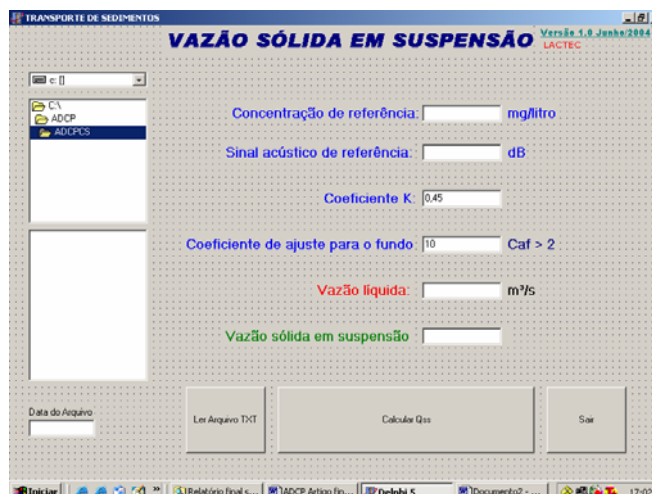 TRANSPORTE DE SEDIMENTOS
VAZÃO SÓLIDA EM SUSPENSÃO
Versão 1.0 Junho/2004
LACTEC
c: []
C:\
ADCP
ADCPCS
Concentração de referência: mg/litro
Sinal acústico de referência: dB
Coeficiente K: 0,45
Coeficiente de ajuste para o fundo 10 Caf > 2
Vazão líquida: m³/s
Vazão sólida em suspensão :
Data do Arquivo
Ler Arquivo TXT
Calcular Qss
Sair
Iniciar » Relatório final s... ADCP Artigo fin... Delphi 5 Documento2 - ... 17:02